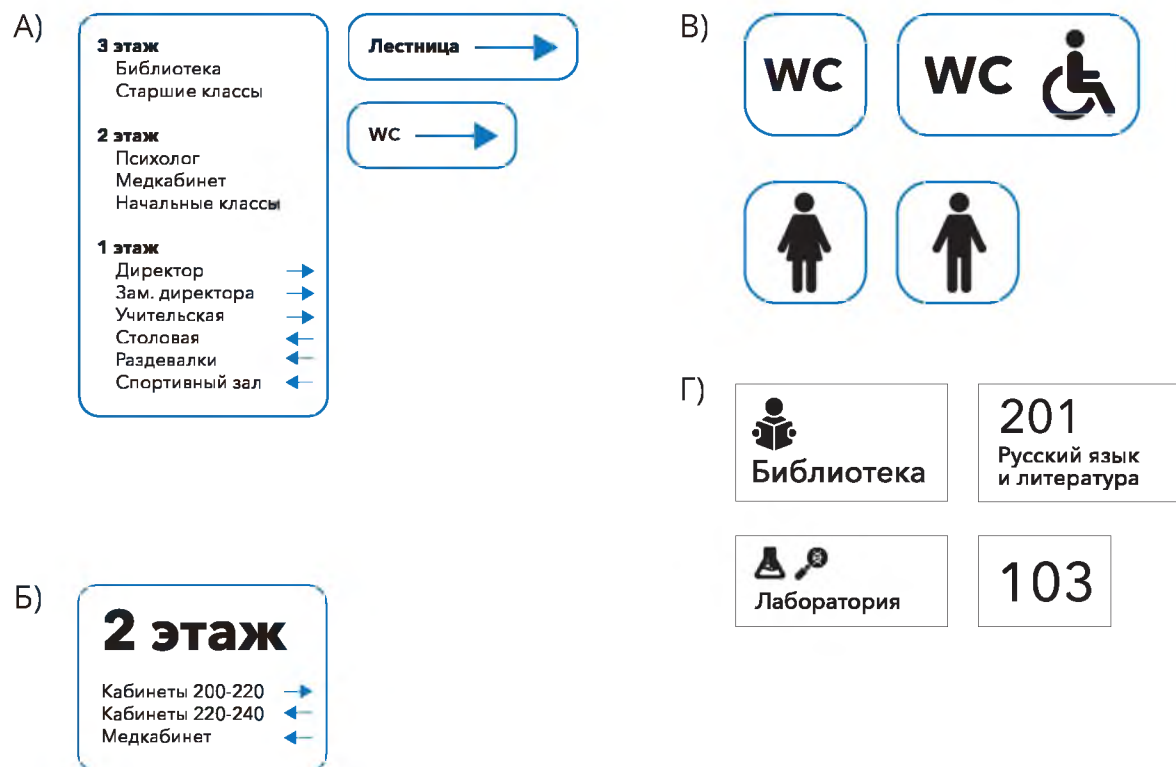 А)
3 этаж
Библиотека
Старшие классы
2 этаж
Психолог
Медкабинет
Начальные классы
1 этаж
Директор
Зам. директора
Учительская
Столовая
Раздевалки
Спортивный зал
Лестница
WC
Б)
2 этаж
Кабинеты 200-220
Кабинеты 220-240
Медкабинет
В)
WC
WC
Г)
Библиотека
201
Русский язык
и литература
Лаборатория
103